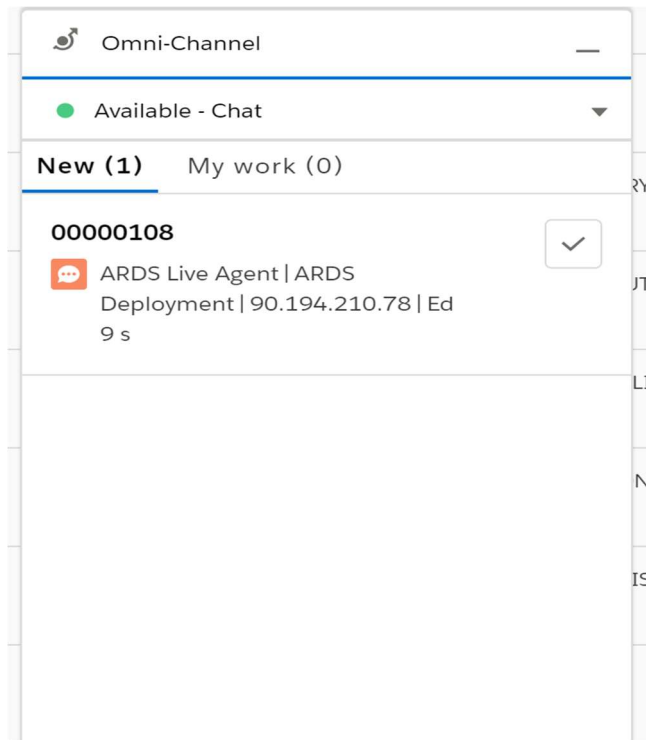 Omni-Channel
Available - Chat
New (1) My work (0)
00000108
ARDS Live Agent | ARDS
Deployment | 90.194.210.78 | Ed
9 s